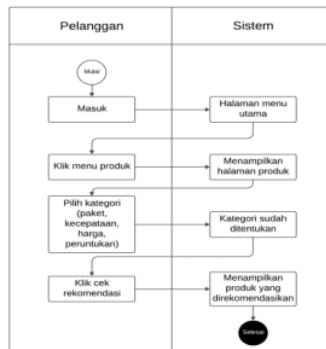 Pelanggan
Sistem
Mulai
Masuk
Halaman menu
utama
Klik menu produk
Menampilkan
halaman produk
Pilih kategori
(paket,
kecepataan,
harga,
peruntukan)
Kategori sudah
ditentukan
Klik cek
rekomendasi
Menampilkan
produk yang
direkomendasikan
Selesai